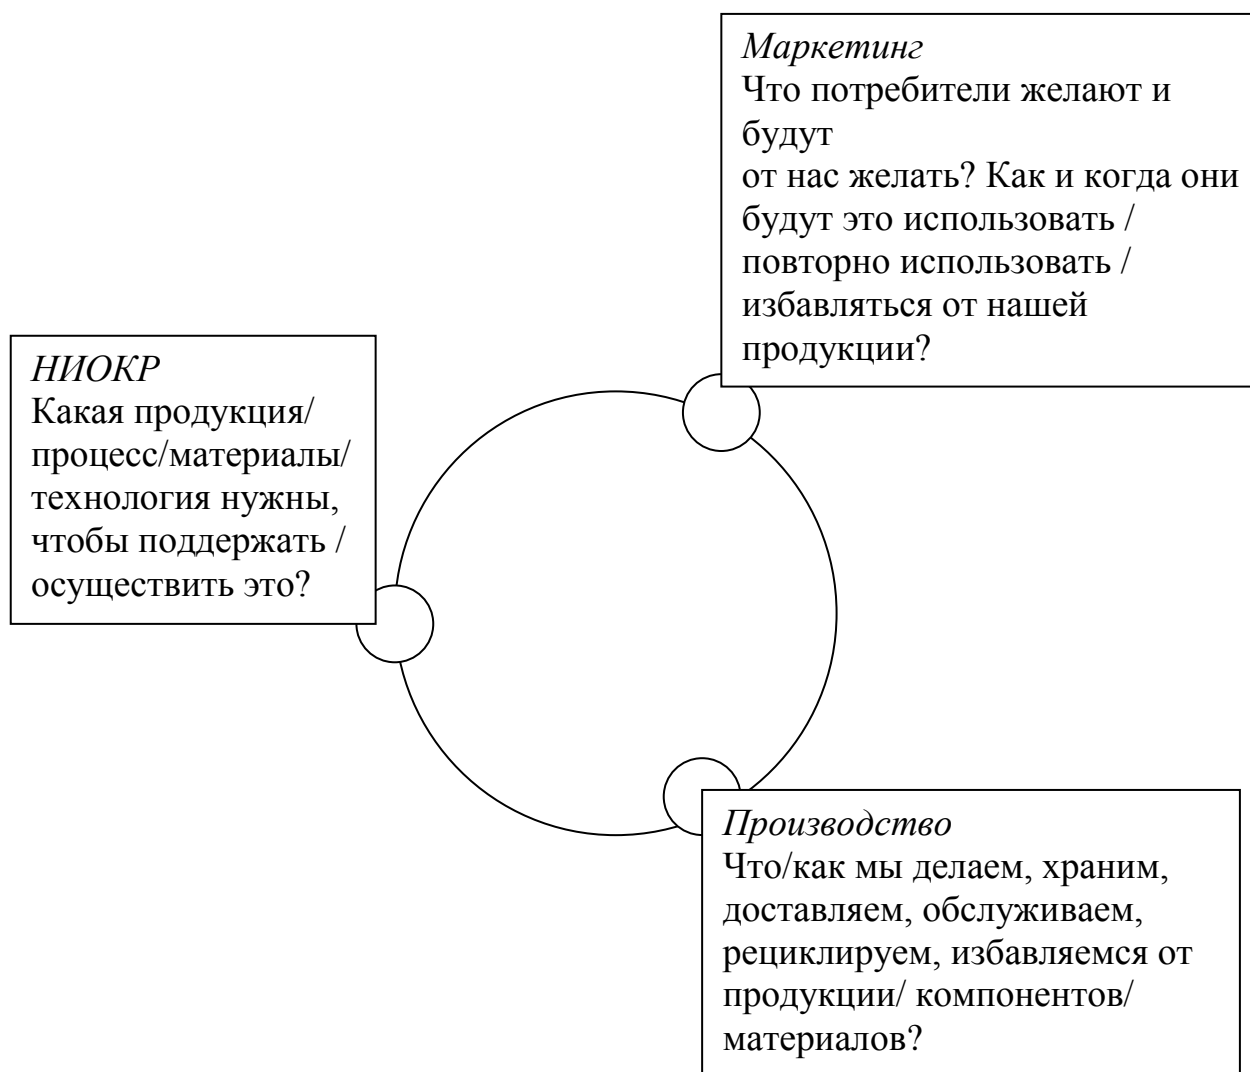 Маркетинг
Что потребители желают и
будут
от нас желать? Как и когда они
будут это использовать /
повторно использовать /
избавляться от нашей
продукции?
НИОКР
Какая продукция/
процесс/материалы/
технология нужны,
чтобы поддержать /
осуществить это?
Производство
Что/как мы делаем, храним,
доставляем, обслуживаем,
рециклируем, избавляемся от
продукции/ компонентов/
материалов?